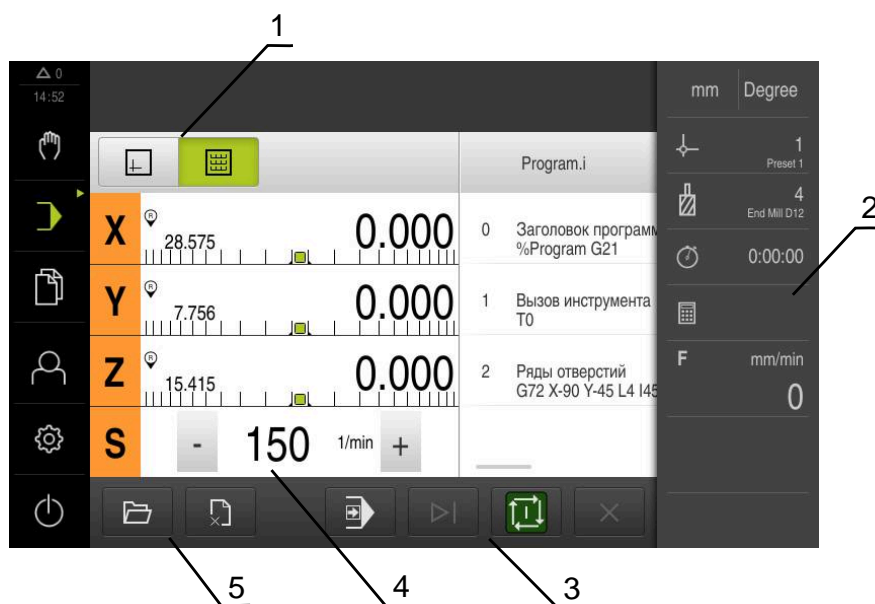 1
0
14:52
mm Degree
1
Preset 1
4
End Mill D12
2
0:00:00
F mm/min
0
Program.i
X R 28.575 0.000
Y R 7.756 0.000
Z R 15.415 0.000
S - 150 1/min +
0 Заголовок программ
%Program G21
1 Вызов инструмента
T0
2 Ряды отверстий
G72 X-90 Y-45 L4 I45
5 4 3